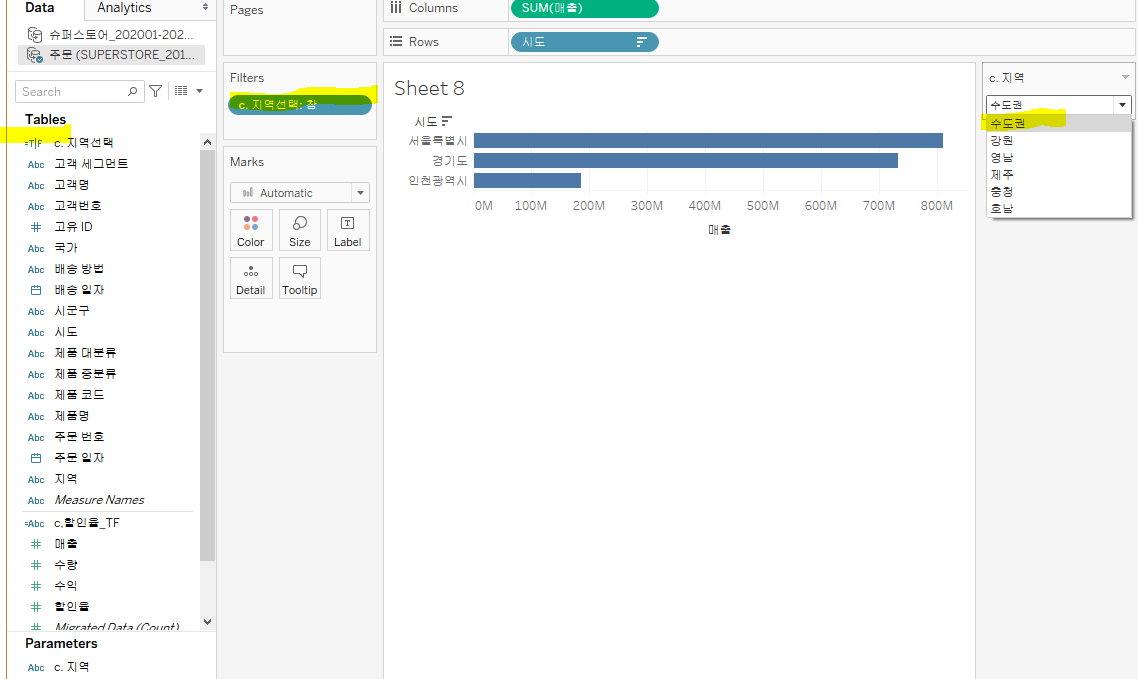 Data
Analytics
슈퍼스토어_202001-202...
주문 (SUPERSTORE_201...
Search
Tables
=T|F c. 지역선택
Abc 고객 세그먼트
Abc 고객명
Abc 고객번호
# 고유 ID
Abc 국가
Abc 배송 방법
배송 일자
Abc 시군구
Abc 시도
Abc 제품 대분류
Abc 제품 중분류
Abc 제품 코드
Abc 제품명
Abc 주문 번호
주문 일자
Abc 지역
Abc Measure Names
=Abc c.할인율_TF
# 매출
# 수량
# 수익
# 할인율
# Migrated Data (Count)
Parameters
Abc c. 지역
Pages
Filters
c. 지역선택: 참
Marks
Automatic
Color Size Label
Detail Tooltip
Columns SUM(매출)
Rows 시도
Sheet 8
시도
서울특별시
경기도
인천광역시
0M 100M 200M 300M 400M 500M 600M 700M 800M
매출
c. 지역
수도권
수도권
강원
영남
제주
충청
호남